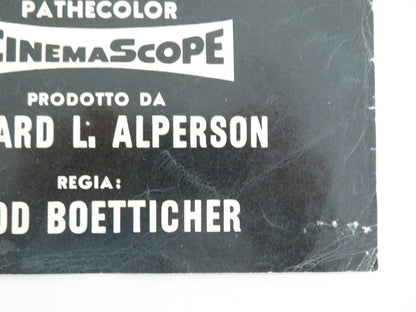 PATHECOLOR
CINEMASCOPE
PRODOTTO DA
ARD L. ALPERSON
REGIA:
OD BOETTICHER